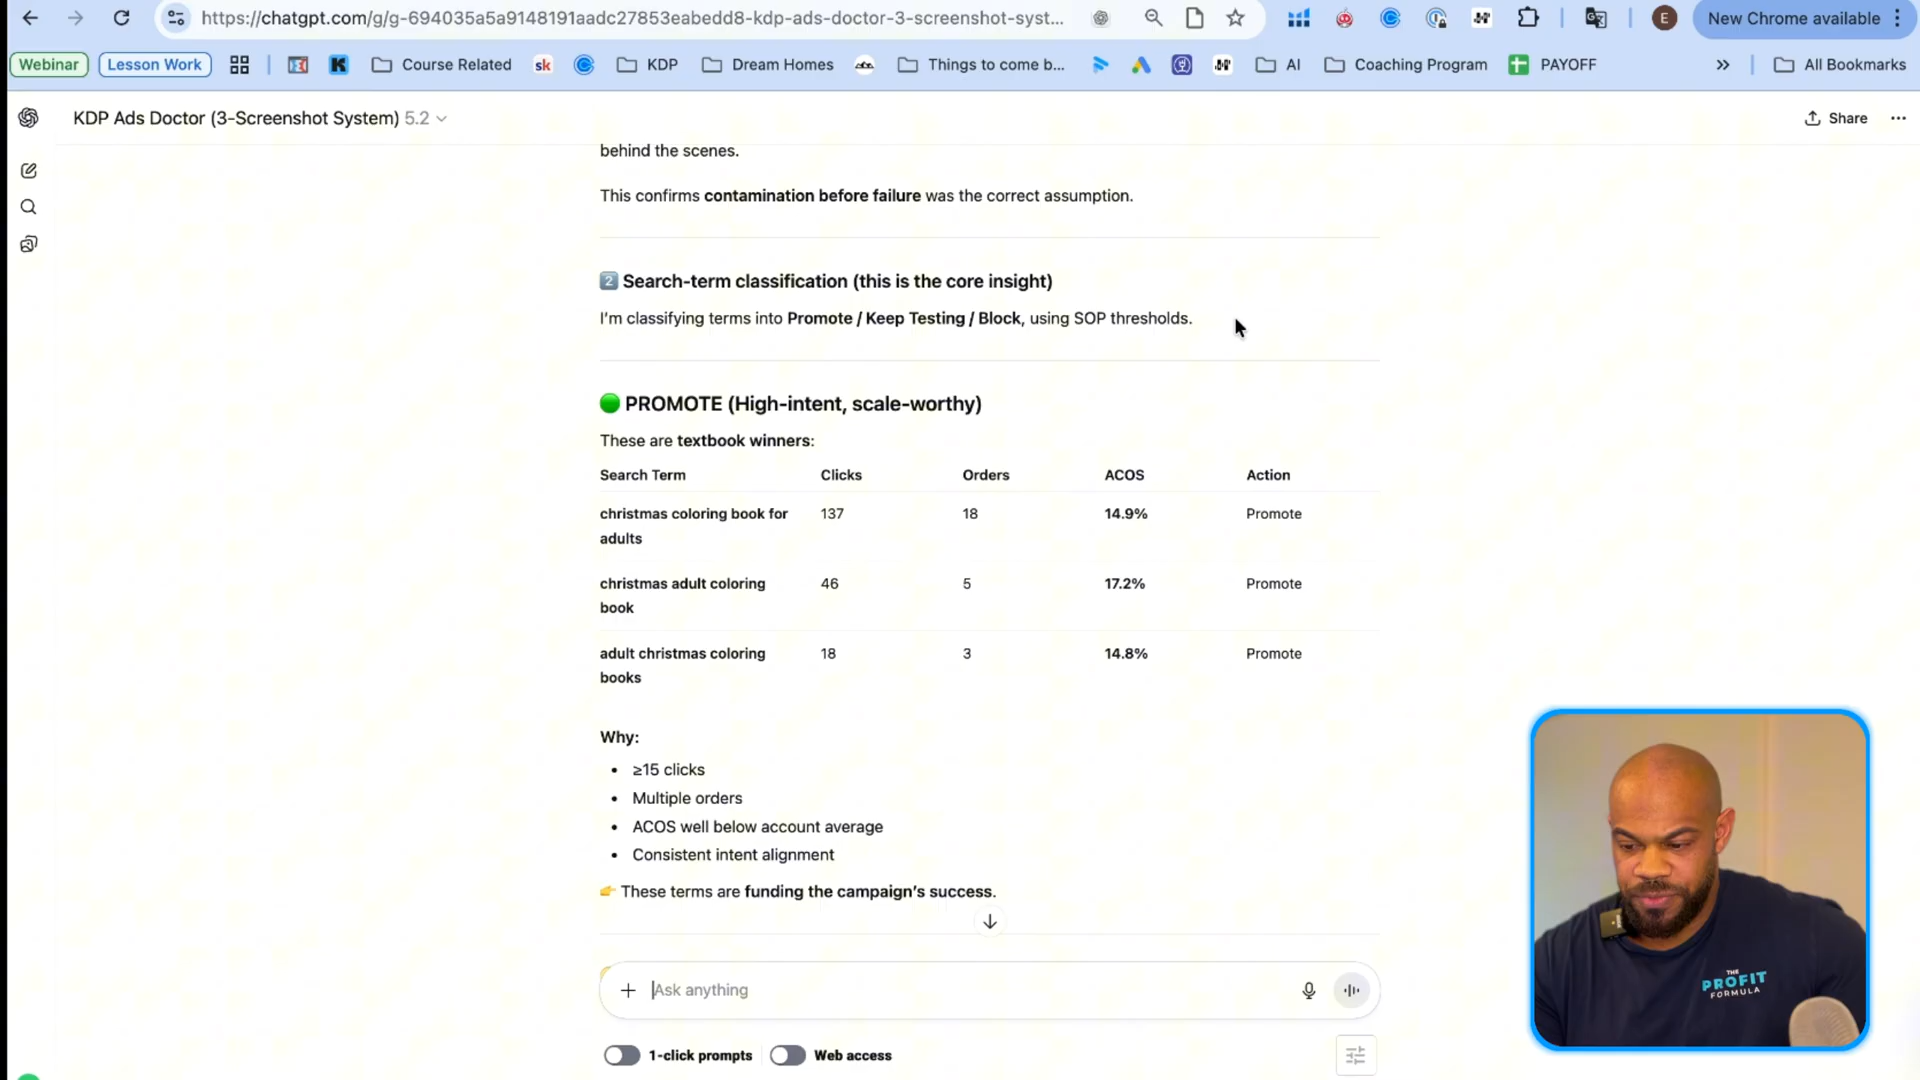 https://chatgpt.com/g/g-694035a5a9148191aadc27853eabedd8-kdp-ads-doctor-3-screenshot-syst...
E
New Chrome available
Webinar
Lesson Work
K
Course Related
sk
KDP
Dream Homes
Things to come b...
AI
Coaching Program
PAYOFF
All Bookmarks
KDP Ads Doctor (3-Screenshot System) 5.2
Share
behind the scenes.
This confirms contamination before failure was the correct assumption.
2 Search-term classification (this is the core insight)
I'm classifying terms into Promote / Keep Testing / Block, using SOP thresholds.
PROMOTE (High-intent, scale-worthy)
These are textbook winners:
Search Term Clicks Orders ACOS Action
christmas coloring book for adults 137 18 14.9% Promote
christmas adult coloring book 46 5 17.2% Promote
adult christmas coloring books 18 3 14.8% Promote
Why:
• ≥15 clicks
• Multiple orders
• ACOS well below account average
• Consistent intent alignment
👉 These terms are funding the campaign's success.
Ask anything
1-click prompts
Web access
THE
PROFIT
FORMULA